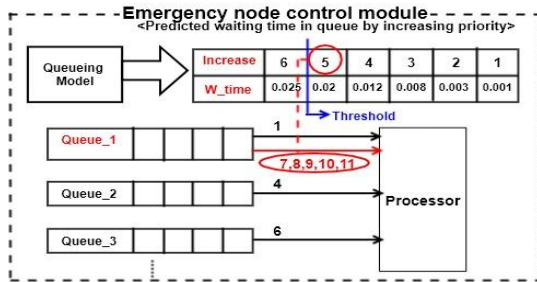 Emergency node control module
<Predicted waiting time in queue by increasing priority>
Queueing Model
Increase 6 5 4 3 2 1
W_time 0.025 0.02 0.012 0.008 0.003 0.001
Threshold
Queue_1 1
7,8,9,10,11
Queue_2 4
Processor
Queue_3 6